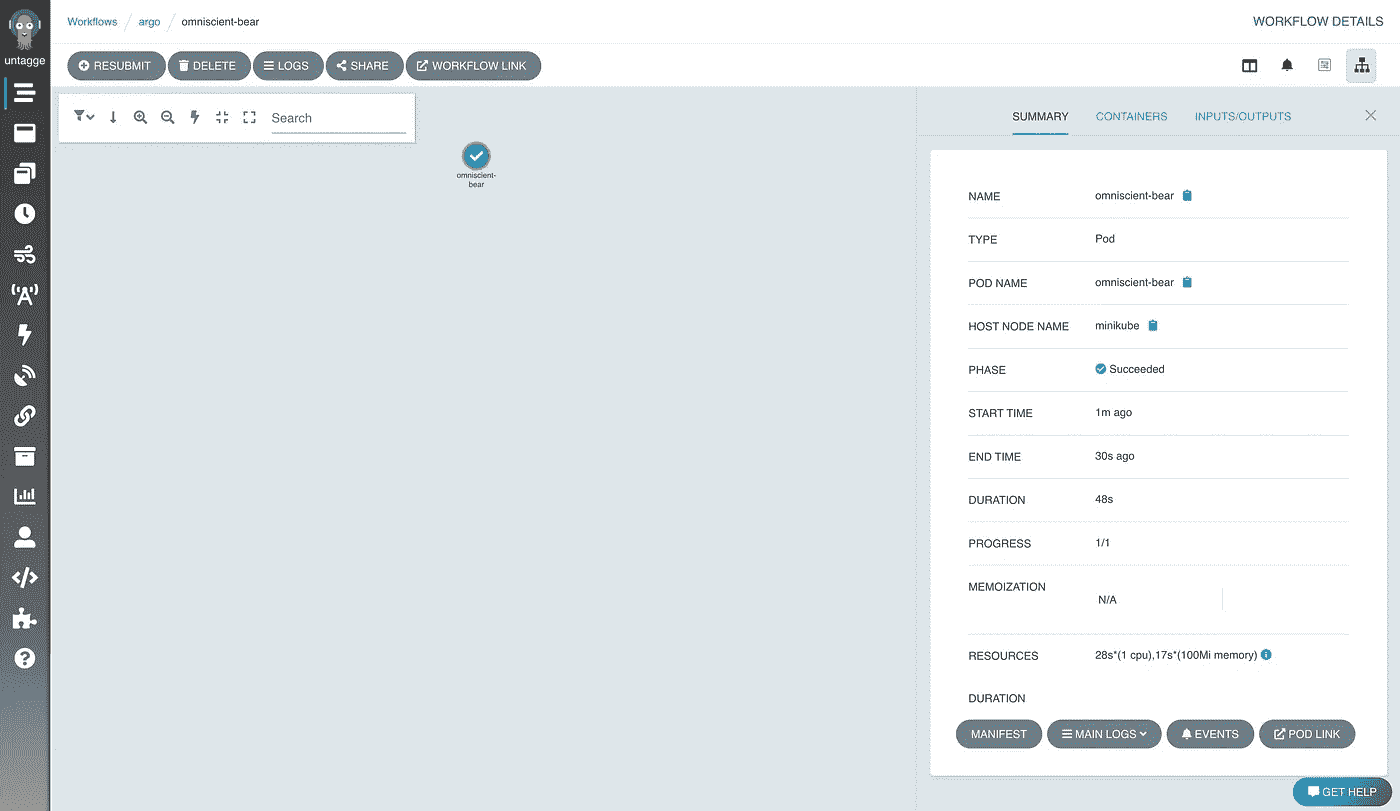 Workflows / argo / omniscient-bear
WORKFLOW DETAILS
untagge
RESUBMIT DELETE LOGS SHARE WORKFLOW LINK
Search
omniscient-
bear
SUMMARY CONTAINERS INPUTS/OUTPUTS
NAME omniscient-bear
TYPE Pod
POD NAME omniscient-bear
HOST NODE NAME minikube
PHASE Succeeded
START TIME 1m ago
END TIME 30s ago
DURATION 48s
PROGRESS 1/1
MEMOIZATION N/A
RESOURCES 28s*(1 cpu),17s*(100Mi memory)
DURATION
MANIFEST MAIN LOGS EVENTS POD LINK
GET HELP